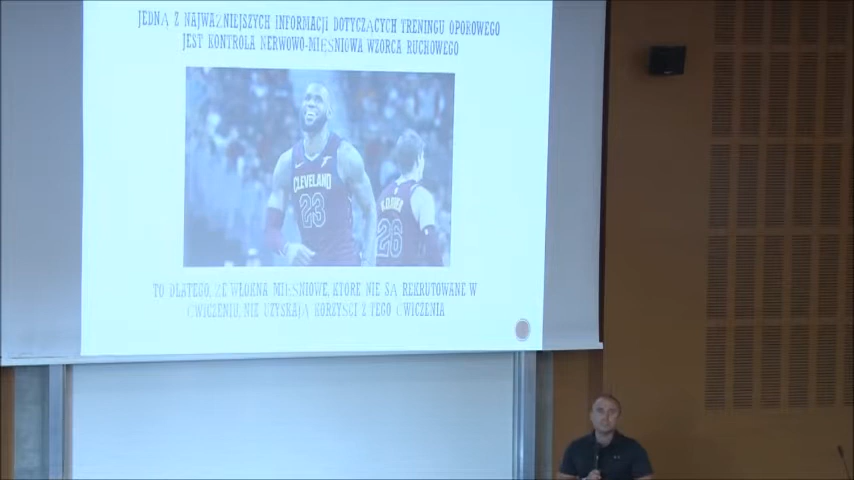 JEDNĄ Z NAJWAŻNIEJSZYCH INFORMACJI DOTYCZĄCYCH TRENINGU OPOROWEGO
JEST KONTROLA NERWOWO-MIĘŚNIOWA WZORCA RUCHOWEGO
CLEVELAND
23
KORVER
26
TO DLATEGO, ŻE WŁÓKNA MIĘŚNIOWE, KTÓRE NIE SĄ REKRUTOWANE W
ĆWICZENIU, NIE UZYSKAJĄ KORZYŚCI Z TEGO ĆWICZENIA